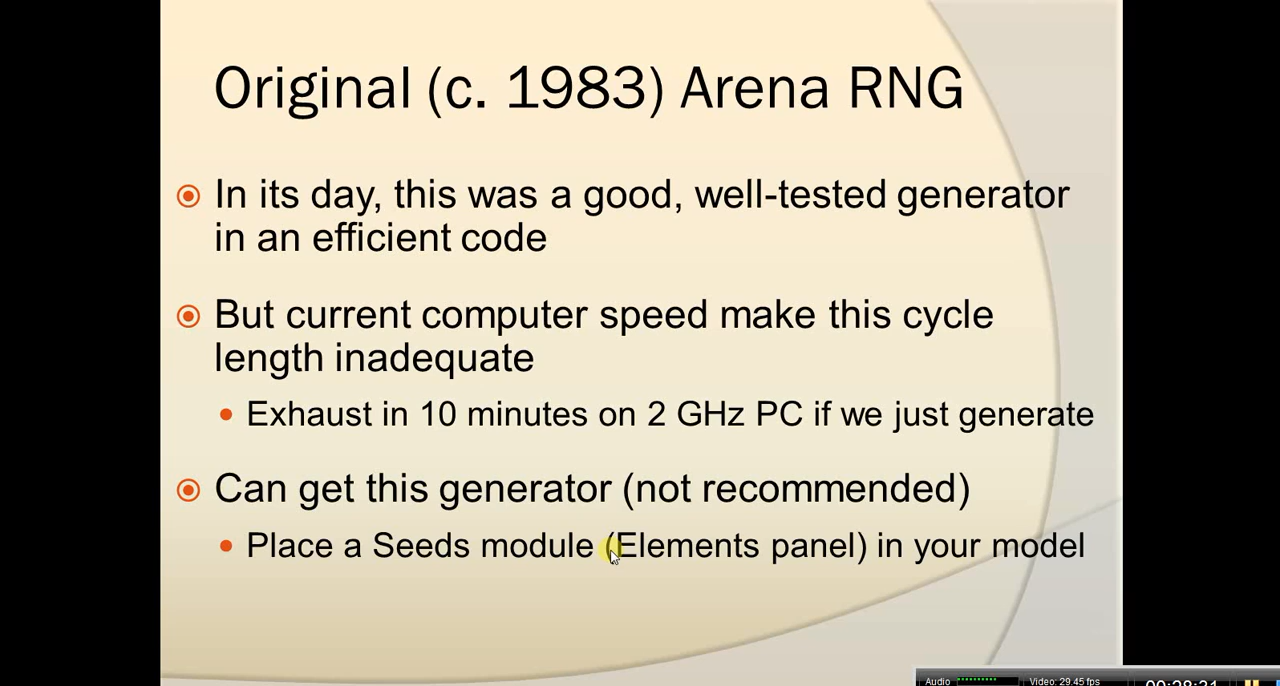 Original (c. 1983) Arena RNG
In its day, this was a good, well-tested generator
in an efficient code
But current computer speed make this cycle
length inadequate
Exhaust in 10 minutes on 2 GHz PC if we just generate
Can get this generator (not recommended)
Place a Seeds module (Elements panel) in your model
Audio
Video: 29.45 fps